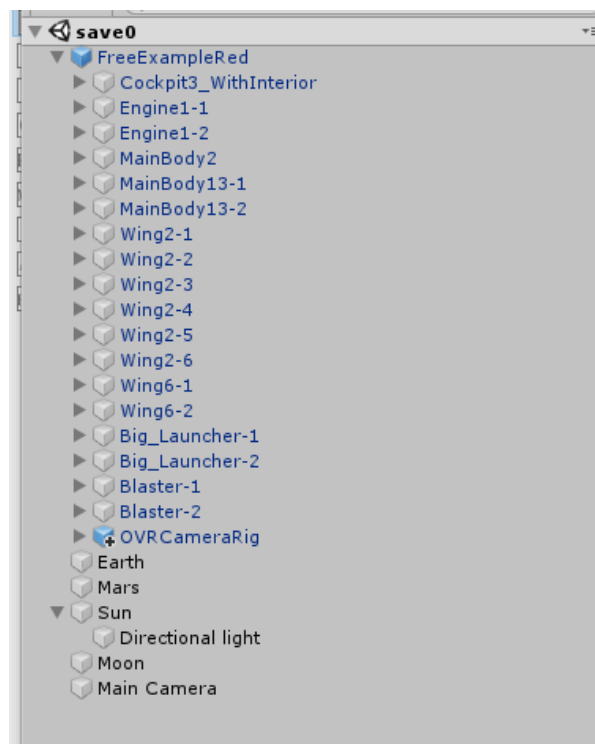 save0
FreeExampleRed
Cockpit3_WithInterior
Engine1-1
Engine1-2
MainBody2
MainBody13-1
MainBody13-2
Wing2-1
Wing2-2
Wing2-3
Wing2-4
Wing2-5
Wing2-6
Wing6-1
Wing6-2
Big_Launcher-1
Big_Launcher-2
Blaster-1
Blaster-2
OVRCameraRig
Earth
Mars
Sun
Directional light
Moon
Main Camera